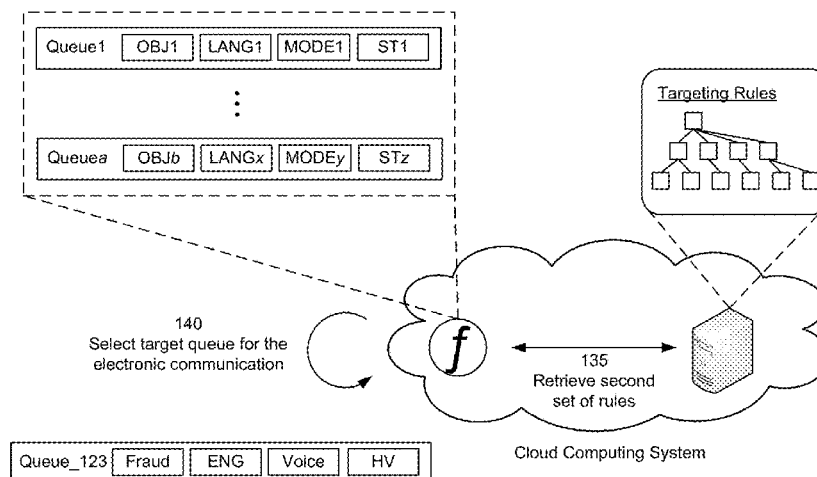 Queue1 OBJ1 LANG1 MODE1 ST1
Queuea OBJb LANGx MODEy STz
Targeting Rules
140
Select target queue for the
electronic communication
f
135
Retrieve second
set of rules
Cloud Computing System
Queue_123 Fraud ENG Voice HV